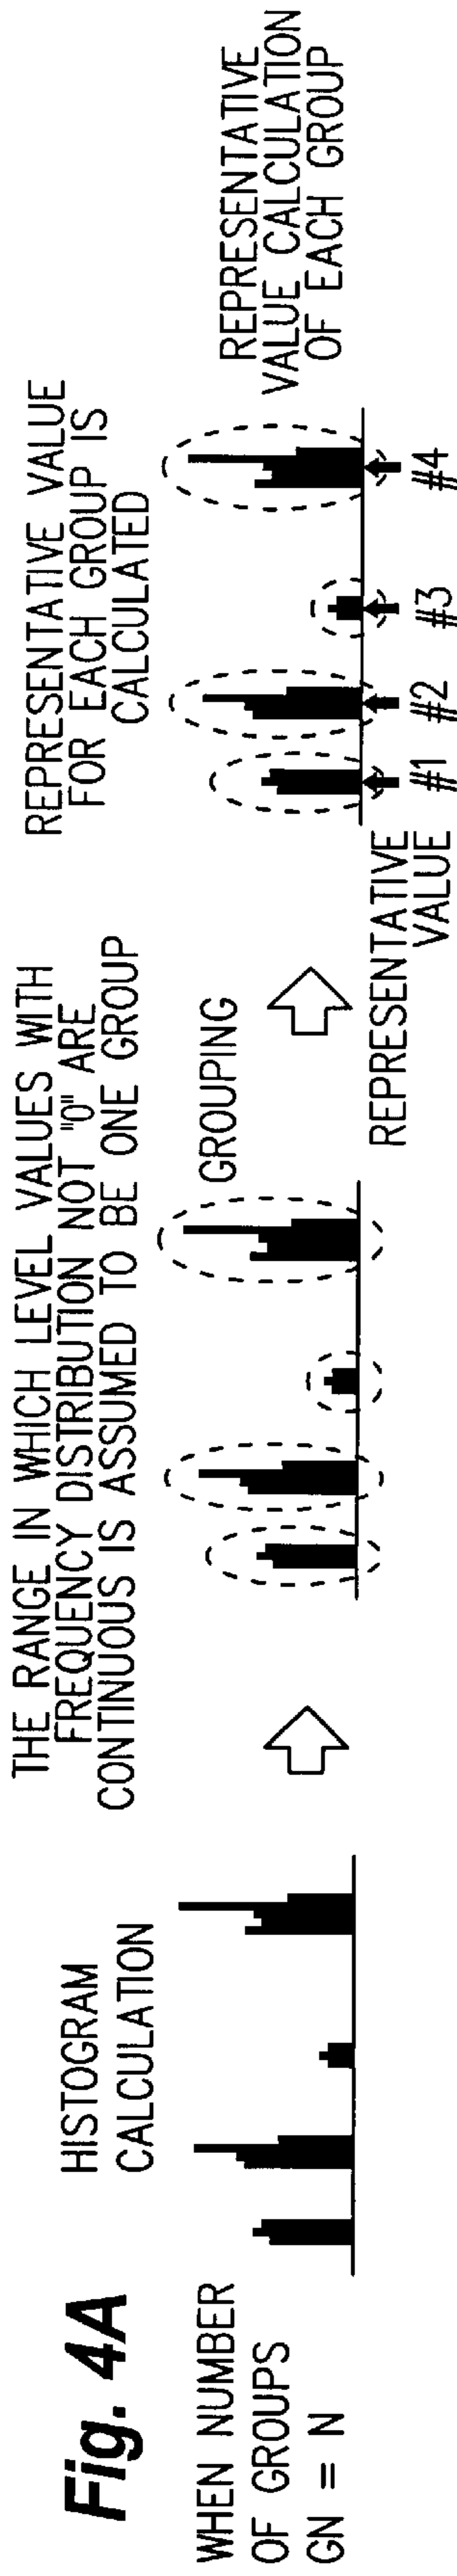 Fig. 4A
WHEN NUMBER
OF GROUPS
GN = N
HISTOGRAM
CALCULATION
THE RANGE IN WHICH LEVEL VALUES WITH
FREQUENCY DISTRIBUTION NOT "0" ARE
CONTINUOUS IS ASSUMED TO BE ONE GROUP
GROUPING
REPRESENTATIVE VALUE
FOR EACH GROUP IS
CALCULATED
REPRESENTATIVE
VALUE
#1
#2
#3
#4
REPRESENTATIVE
VALUE CALCULATION
OF EACH GROUP